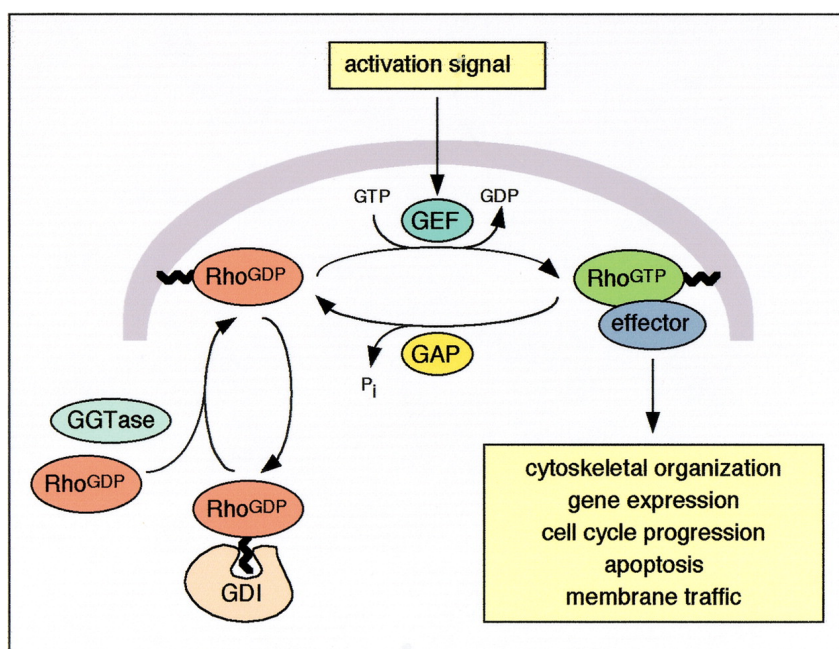 activation signal
GTP
GDP
GEF
RhoGDP
RhoGTP
effector
GAP
Pi
GGTase
RhoGDP
RhoGDP
GDI
cytoskeletal organization
gene expression
cell cycle progression
apoptosis
membrane traffic